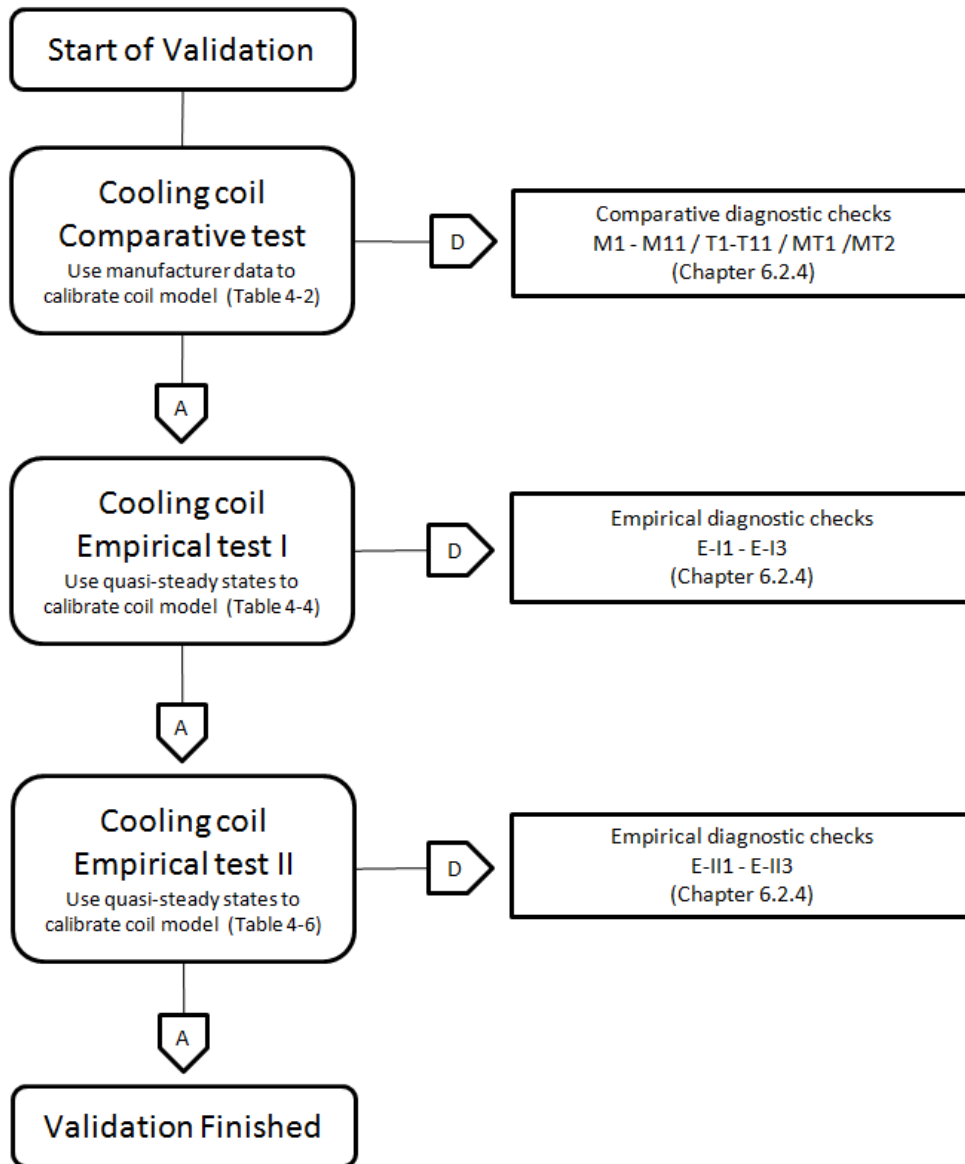 Start of Validation
Cooling coil
Comparative test
Use manufacturer data to
calibrate coil model (Table 4-2)
D
Comparative diagnostic checks
M1 - M11 / T1-T11 / MT1 /MT2
(Chapter 6.2.4)
A
Cooling coil
Empirical test I
Use quasi-steady states to
calibrate coil model (Table 4-4)
D
Empirical diagnostic checks
E-I1 - E-I3
(Chapter 6.2.4)
A
Cooling coil
Empirical test II
Use quasi-steady states to
calibrate coil model (Table 4-6)
D
Empirical diagnostic checks
E-II1 - E-II3
(Chapter 6.2.4)
A
Validation Finished